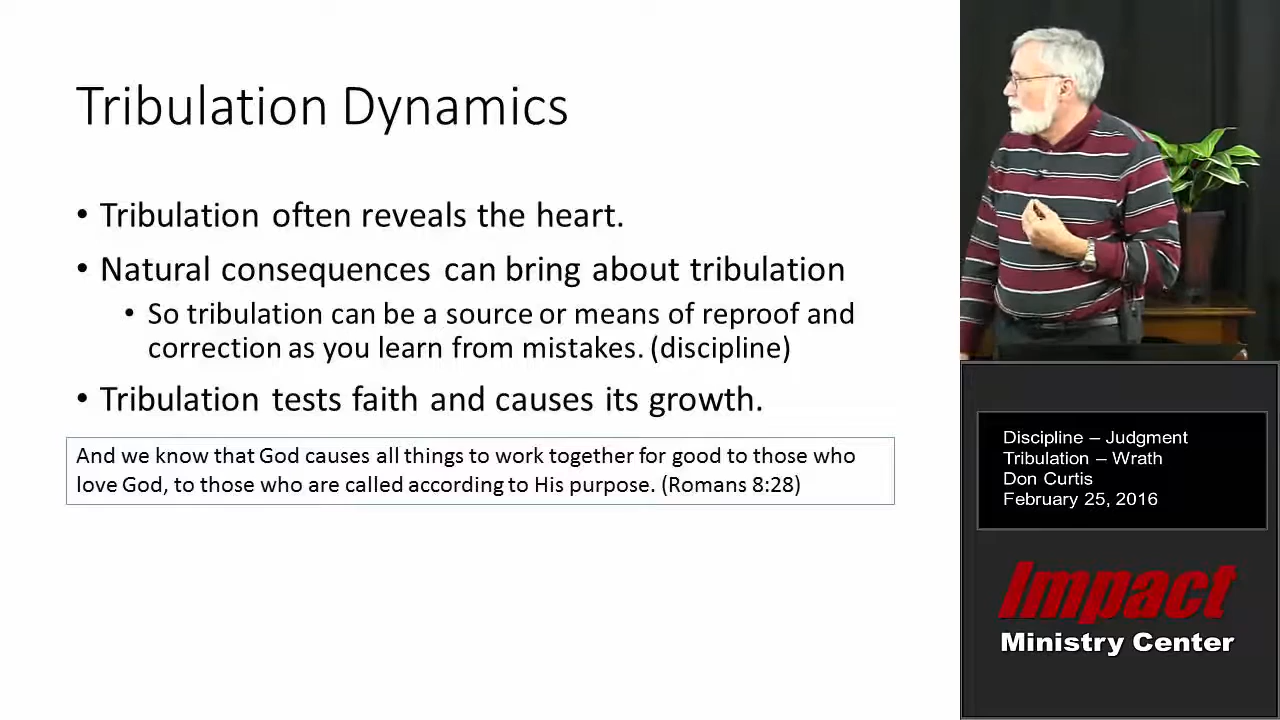 Tribulation Dynamics
• Tribulation often reveals the heart.
• Natural consequences can bring about tribulation
• So tribulation can be a source or means of reproof and
correction as you learn from mistakes. (discipline)
• Tribulation tests faith and causes its growth.
And we know that God causes all things to work together for good to those who
love God, to those who are called according to His purpose. (Romans 8:28)
Discipline – Judgment
Tribulation – Wrath
Don Curtis
February 25, 2016
Impact
Ministry Center